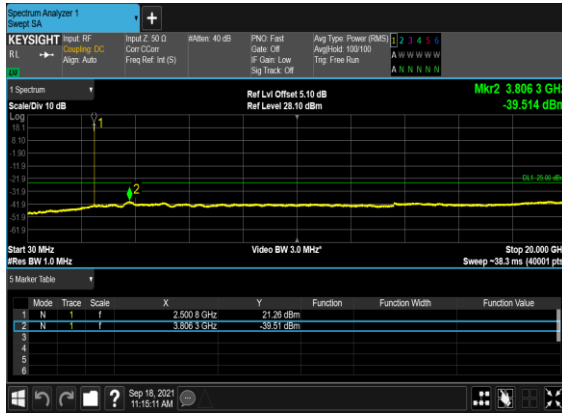 Spectrum Analyzer 1
Swept SA
+
KEYSIGHT Input: RF Input Z: 50 Ω #Atten: 40 dB PNO: Fast Avg Type: Power (RMS) 1 2 3 4 5 6
RL Coupling: DC Corr CCorr Gate: Off Avg|Hold: 100/100 A W W W W W
Align: Auto Freq Ref: Int (S) IF Gain: Low Trig: Free Run
Sig Track: Off A N N N N N
1 Spectrum
Ref Lvl Offset 5.10 dB Mkr2 3.806 3 GHz
Scale/Div 10 dB Ref Level 28.10 dBm -39.514 dBm
Log
18.1
8.10
-1.90
-11.9
-21.9
-31.9
-41.9
-51.9
-61.9
1
2
DL1 -25.00 dB
Start 30 MHz Video BW 3.0 MHz* Stop 20.000 GH
#Res BW 1.0 MHz Sweep ~38.3 ms (40001 pts
5 Marker Table
Mode Trace Scale X Y Function Function Width Function Value
1 N 1 f 2.500 8 GHz 21.26 dBm
2 N 1 f 3.806 3 GHz -39.51 dBm
3
4
5
6
? Sep 18, 2021
11:15:11 AM